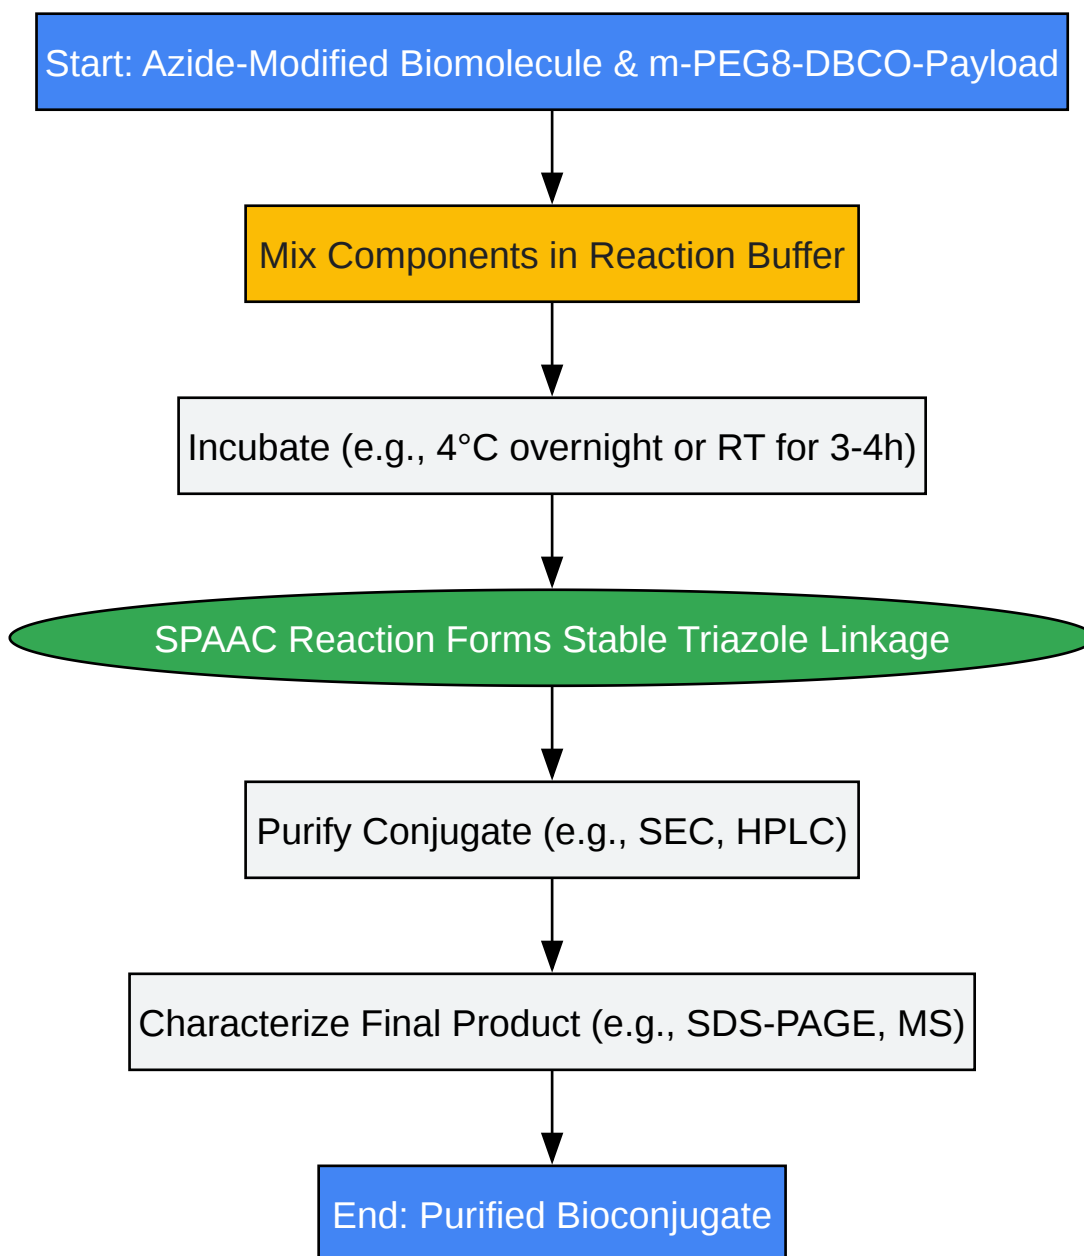 Start: Azide-Modified Biomolecule & m-PEG8-DBCO-Payload
Mix Components in Reaction Buffer
Incubate (e.g., 4°C overnight or RT for 3-4h)
SPAAC Reaction Forms Stable Triazole Linkage
Purify Conjugate (e.g., SEC, HPLC)
Characterize Final Product (e.g., SDS-PAGE, MS)
End: Purified Bioconjugate